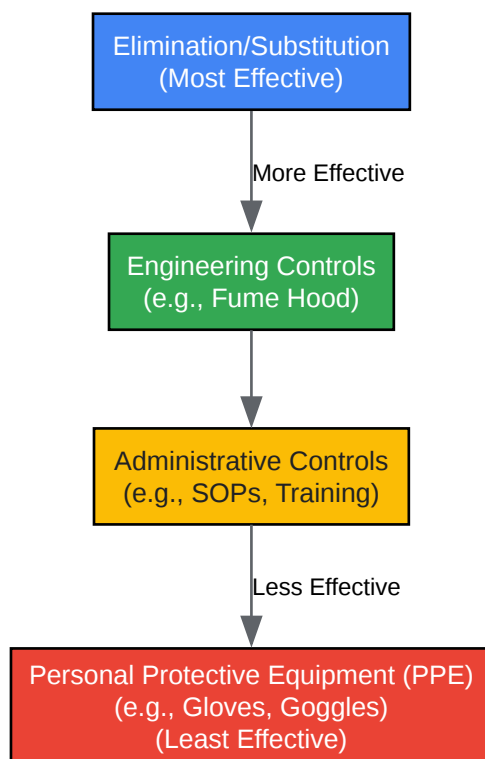 Elimination/Substitution
(Most Effective)
More Effective
Engineering Controls
(e.g., Fume Hood)
Administrative Controls
(e.g., SOPs, Training)
Less Effective
Personal Protective Equipment (PPE)
(e.g., Gloves, Goggles)
(Least Effective)